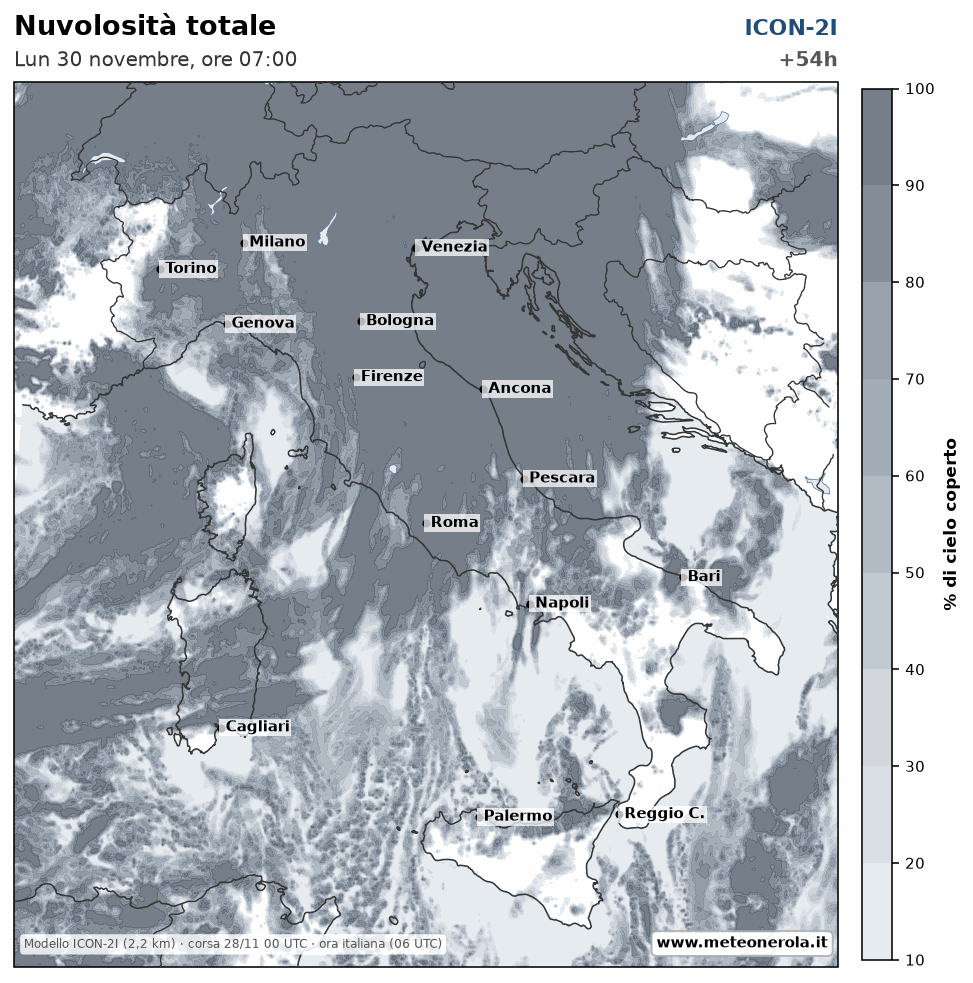 Nuvolosità totale
ICON-2I
Lun 30 novembre, ore 07:00
+54h
Milano
Venezia
Torino
Genova
Bologna
Firenze
Ancona
Pescara
Roma
Bari
Napoli
Cagliari
Palermo
Reggio C.
Modello ICON-2I (2,2 km) · corsa 28/11 00 UTC · ora italiana (06 UTC)
www.meteonerola.it
100
90
80
70
60
50
40
30
20
10
% di cielo coperto